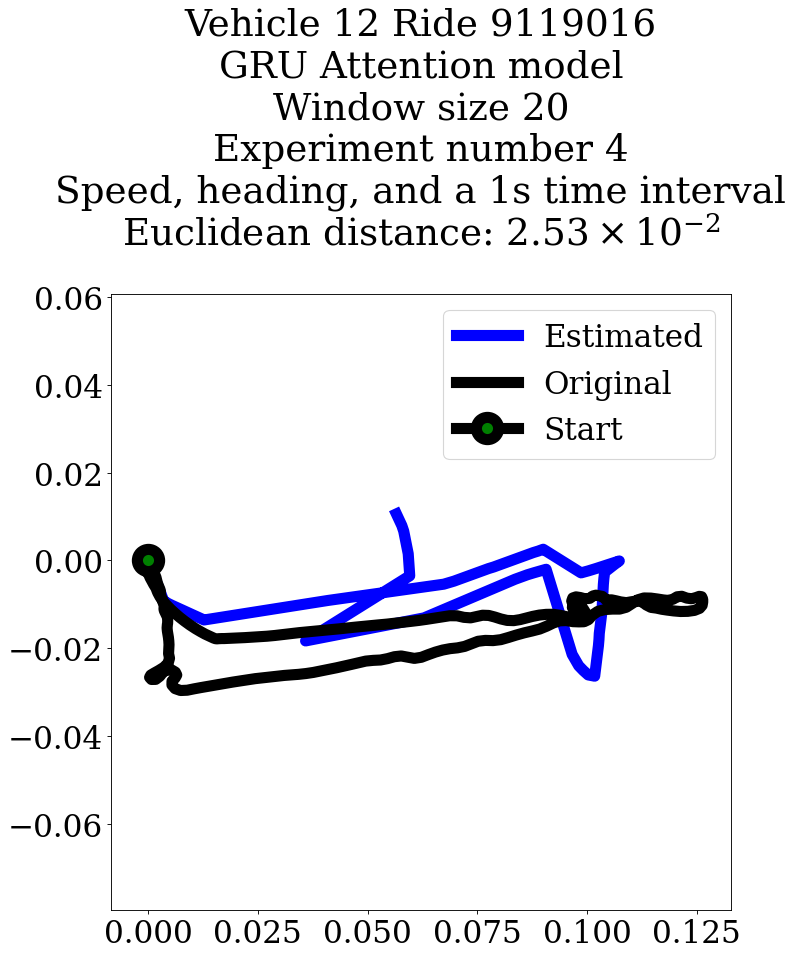 Vehicle 12 Ride 9119016
GRU Attention model
Window size 20
Experiment number 4
Speed, heading, and a 1s time interval
Euclidean distance: 2.53 × 10⁻²
Estimated
Original
Start
0.06
0.04
0.02
0.00
−0.02
−0.04
−0.06
0.000 0.025 0.050 0.075 0.100 0.125